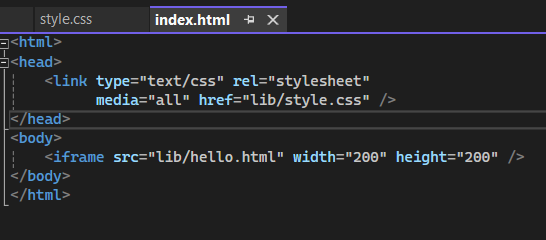 style.css index.html
<html>
<head>
<link type="text/css" rel="stylesheet"
media="all" href="lib/style.css" />
</head>
<body>
<iframe src="lib/hello.html" width="200" height="200" />
</body>
</html>